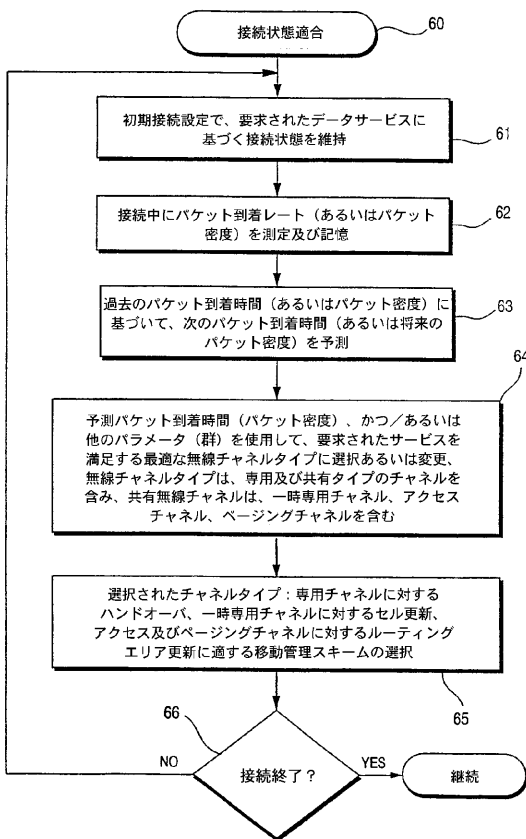 接続状態適合
60
初期接続設定で、要求されたデータサービスに
基づく接続状態を維持
61
接続中にパケット到着レート（あるいはパケット
密度）を測定及び記憶
62
過去のパケット到着時間（あるいはパケット密度）に
基づいて、次のパケット到着時間（あるいは将来の
パケット密度）を予測
63
64
予測パケット到着時間（パケット密度）、かつ／あるいは
他のパラメータ（群）を使用して、要求されたサービスを
満足する最適な無線チャネルタイプに選択あるいは変更、
無線チャネルタイプは、専用及び共有タイプのチャネルを
含み、共有無線チャネルは、一時専用チャネル、アクセス
チャネル、ページングチャネルを含む
選択されたチャネルタイプ：専用チャネルに対する
ハンドオーバ、一時専用チャネルに対するセル更新、
アクセス及びページングチャネルに対するルーティング
エリア更新に適する移動管理スキームの選択
65
66
NO
接続終了？
YES
継続